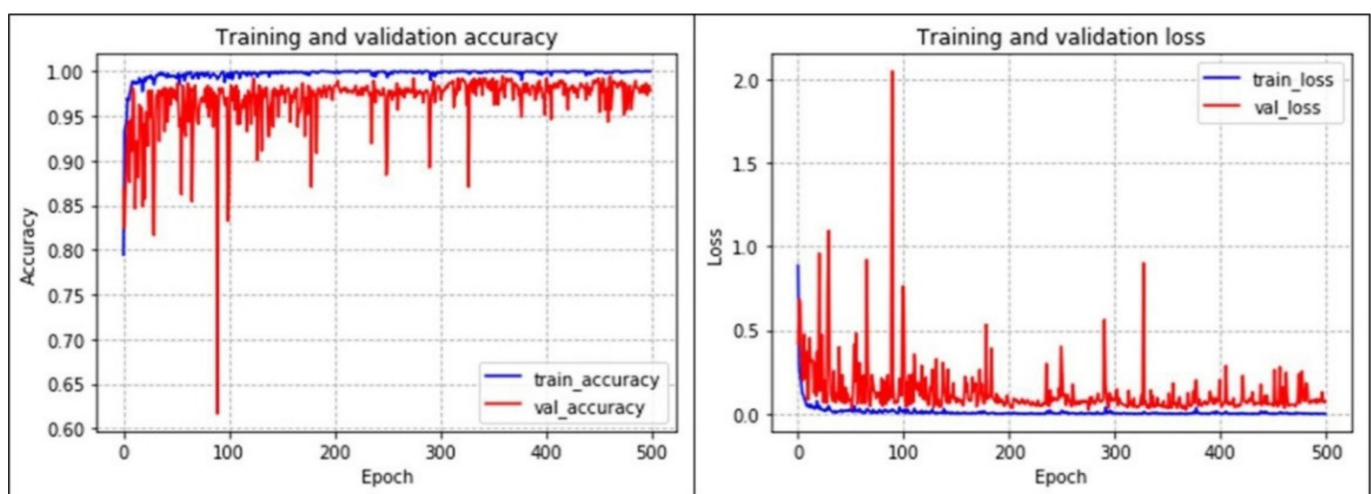 Training and validation accuracy
Accuracy
1.00
0.95
0.90
0.85
0.80
0.75
0.70
0.65
0.60
train_accuracy
val_accuracy
0 100 200 300 400 500
Epoch
Training and validation loss
Loss
2.0
1.5
1.0
0.5
0.0
train_loss
val_loss
0 100 200 300 400 500
Epoch